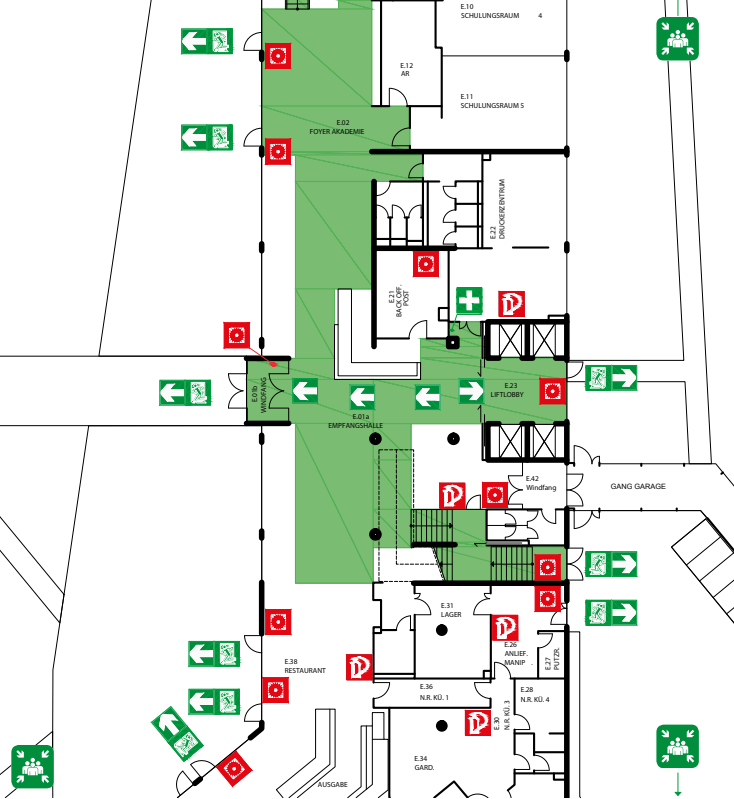 E.10
SCHULUNGSRAUM 4
E.12
AR
E.11
SCHULUNGSRAUM 5
E.02
FOYER AKADEMIE
E.22
DRUCKERZENTRUM
E.21
BACK OFF.
POST
E.01b
WINDFANG
E.23
LIFTLOBBY
E.01a
EMPFANGSHALLE
E.42
Windfang
GANG GARAGE
E.31
LAGER
E.26
ANLIEF.
MANIP .
E.27
PUTZR.
E.38
RESTAURANT
E.36
N.R. KÜ. 1
E.28
N.R. KÜ. 4
E.30
N.R. KÜ. 3
E.34
GARD.
AUSGABE